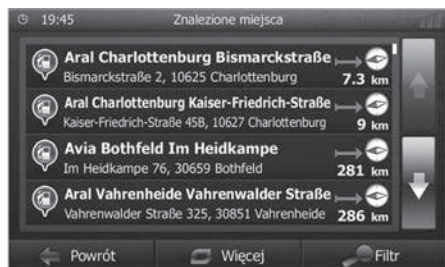 19:45 Znalezione miejsca
Aral Charlottenburg Bismarckstraße
Bismarckstraße 2, 10625 Charlottenburg 7.3 km
Aral Charlottenburg Kaiser-Friedrich-Straße
Kaiser-Friedrich-Straße 45B, 10627 Charlottenburg 9 km
Avia Bothfeld Im Heidkampe
Im Heidkampe 76, 30659 Bothfeld 281 km
Aral Vahrenheide Vahrenwalder Straße
Vahrenwalder Straße 325, 30851 Vahrenheide 286 km
Powrót Więcej Filtr